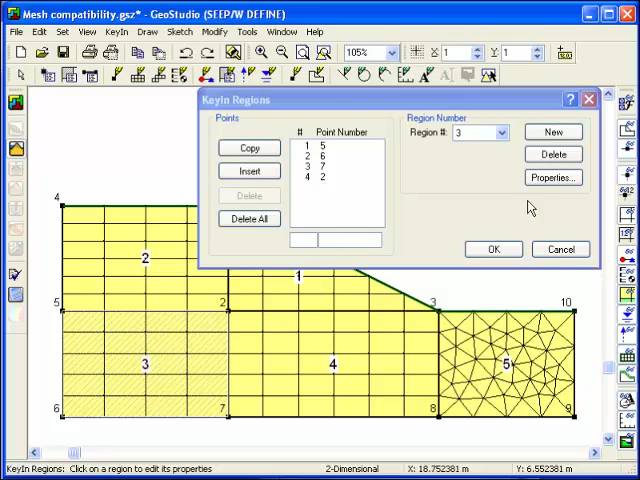 Mesh compatibility.gsz* - GeoStudio (SEEP/W DEFINE)
File Edit Set View KeyIn Draw Sketch Modify Tools Window Help
105% X: 1 Y: 1
KeyIn Regions
Points
Copy
Insert
Delete
Delete All
# Point Number
1 5
2 6
3 7
4 2
Region Number
Region #: 3
New
Delete
Properties...
OK Cancel
4
2 1
5 2 3 10
3 4 5
6 7 8 9
KeyIn Regions: Click on a region to edit its properties 2-Dimensional X: 18.752381 m Y: 6.552381 m